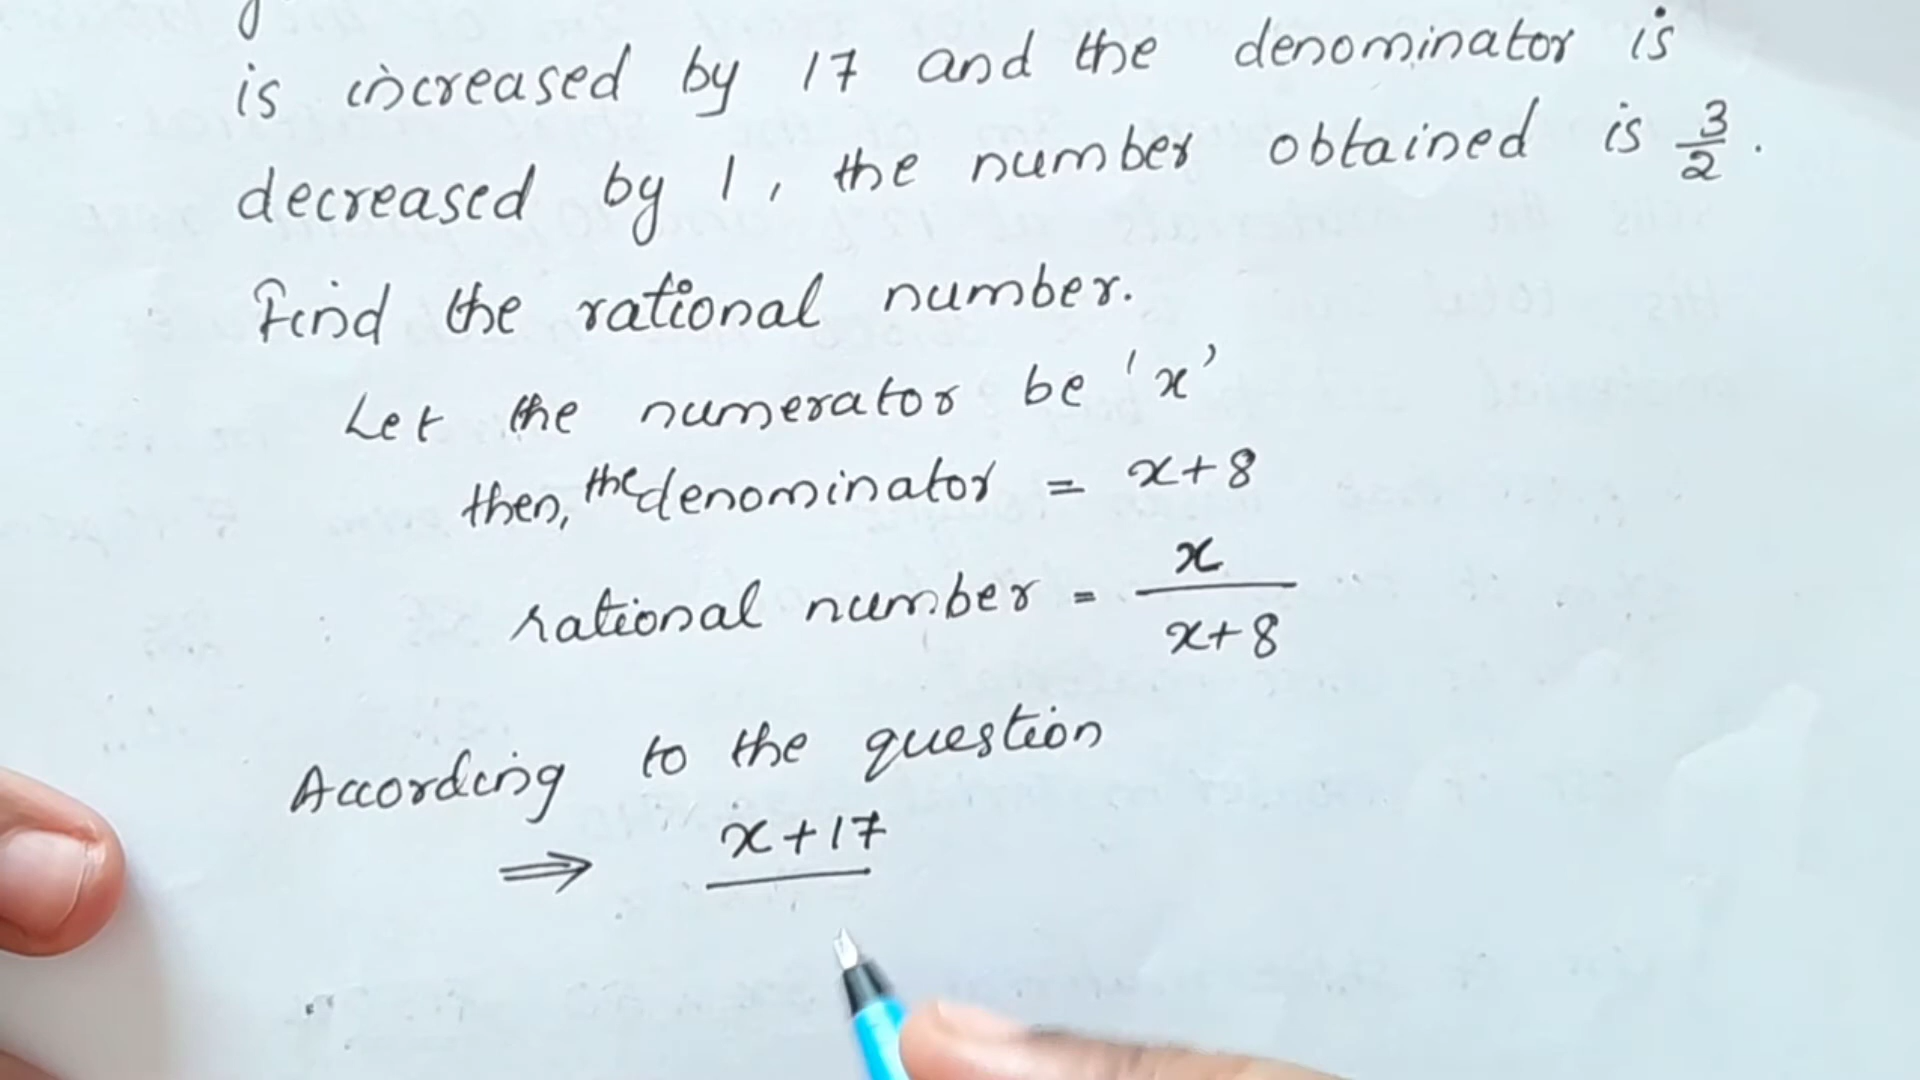 is increased by 17 and the denominator is
decreased by 1, the number obtained is 3/2.
Find the rational number.
Let the numerator be 'x'
then, the denominator = x+8
rational number = x/x+8
According to the question
⇒ x+17